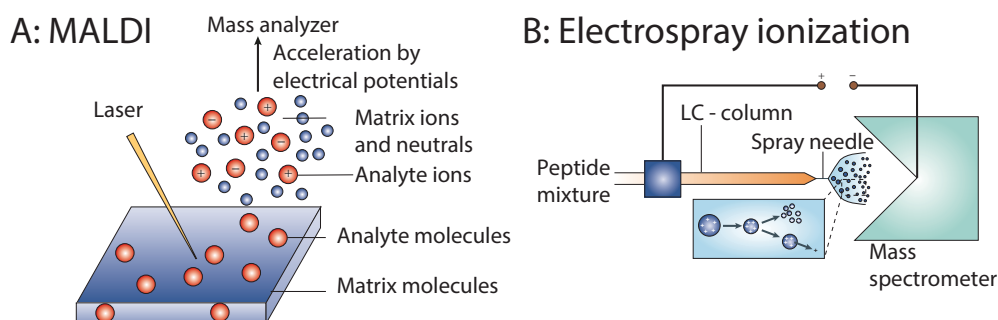 A: MALDI
Mass analyzer
Acceleration by
electrical potentials
Laser
Matrix ions
and neutrals
Analyte ions
Analyte molecules
Matrix molecules
+
−
+
−
−
+
+
B: Electrospray ionization
+ −
LC - column
Spray needle
Peptide
mixture
+
Mass
spectrometer